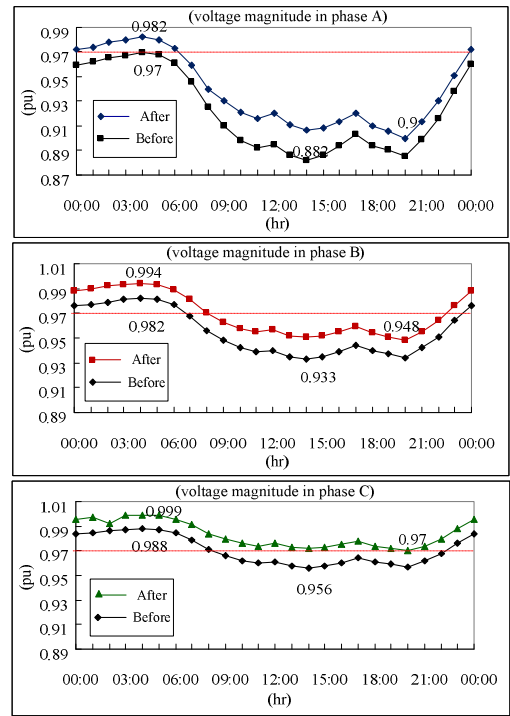 (voltage magnitude in phase A)
0.99
0.97
0.95
0.93
0.91
0.89
0.87
(pu)
0.982
0.97
0.882
0.9
After
Before
00:00 03:00 06:00 09:00 12:00 15:00 18:00 21:00 00:00
(hr)
(voltage magnitude in phase B)
1.01
0.99
0.97
0.95
0.93
0.91
0.89
(pu)
0.994
0.982
0.948
0.933
After
Before
00:00 03:00 06:00 09:00 12:00 15:00 18:00 21:00 00:00
(hr)
(voltage magnitude in phase C)
1.01
0.99
0.97
0.95
0.93
0.91
0.89
(pu)
0.999
0.988
0.97
0.956
After
Before
00:00 03:00 06:00 09:00 12:00 15:00 18:00 21:00 00:00
(hr)